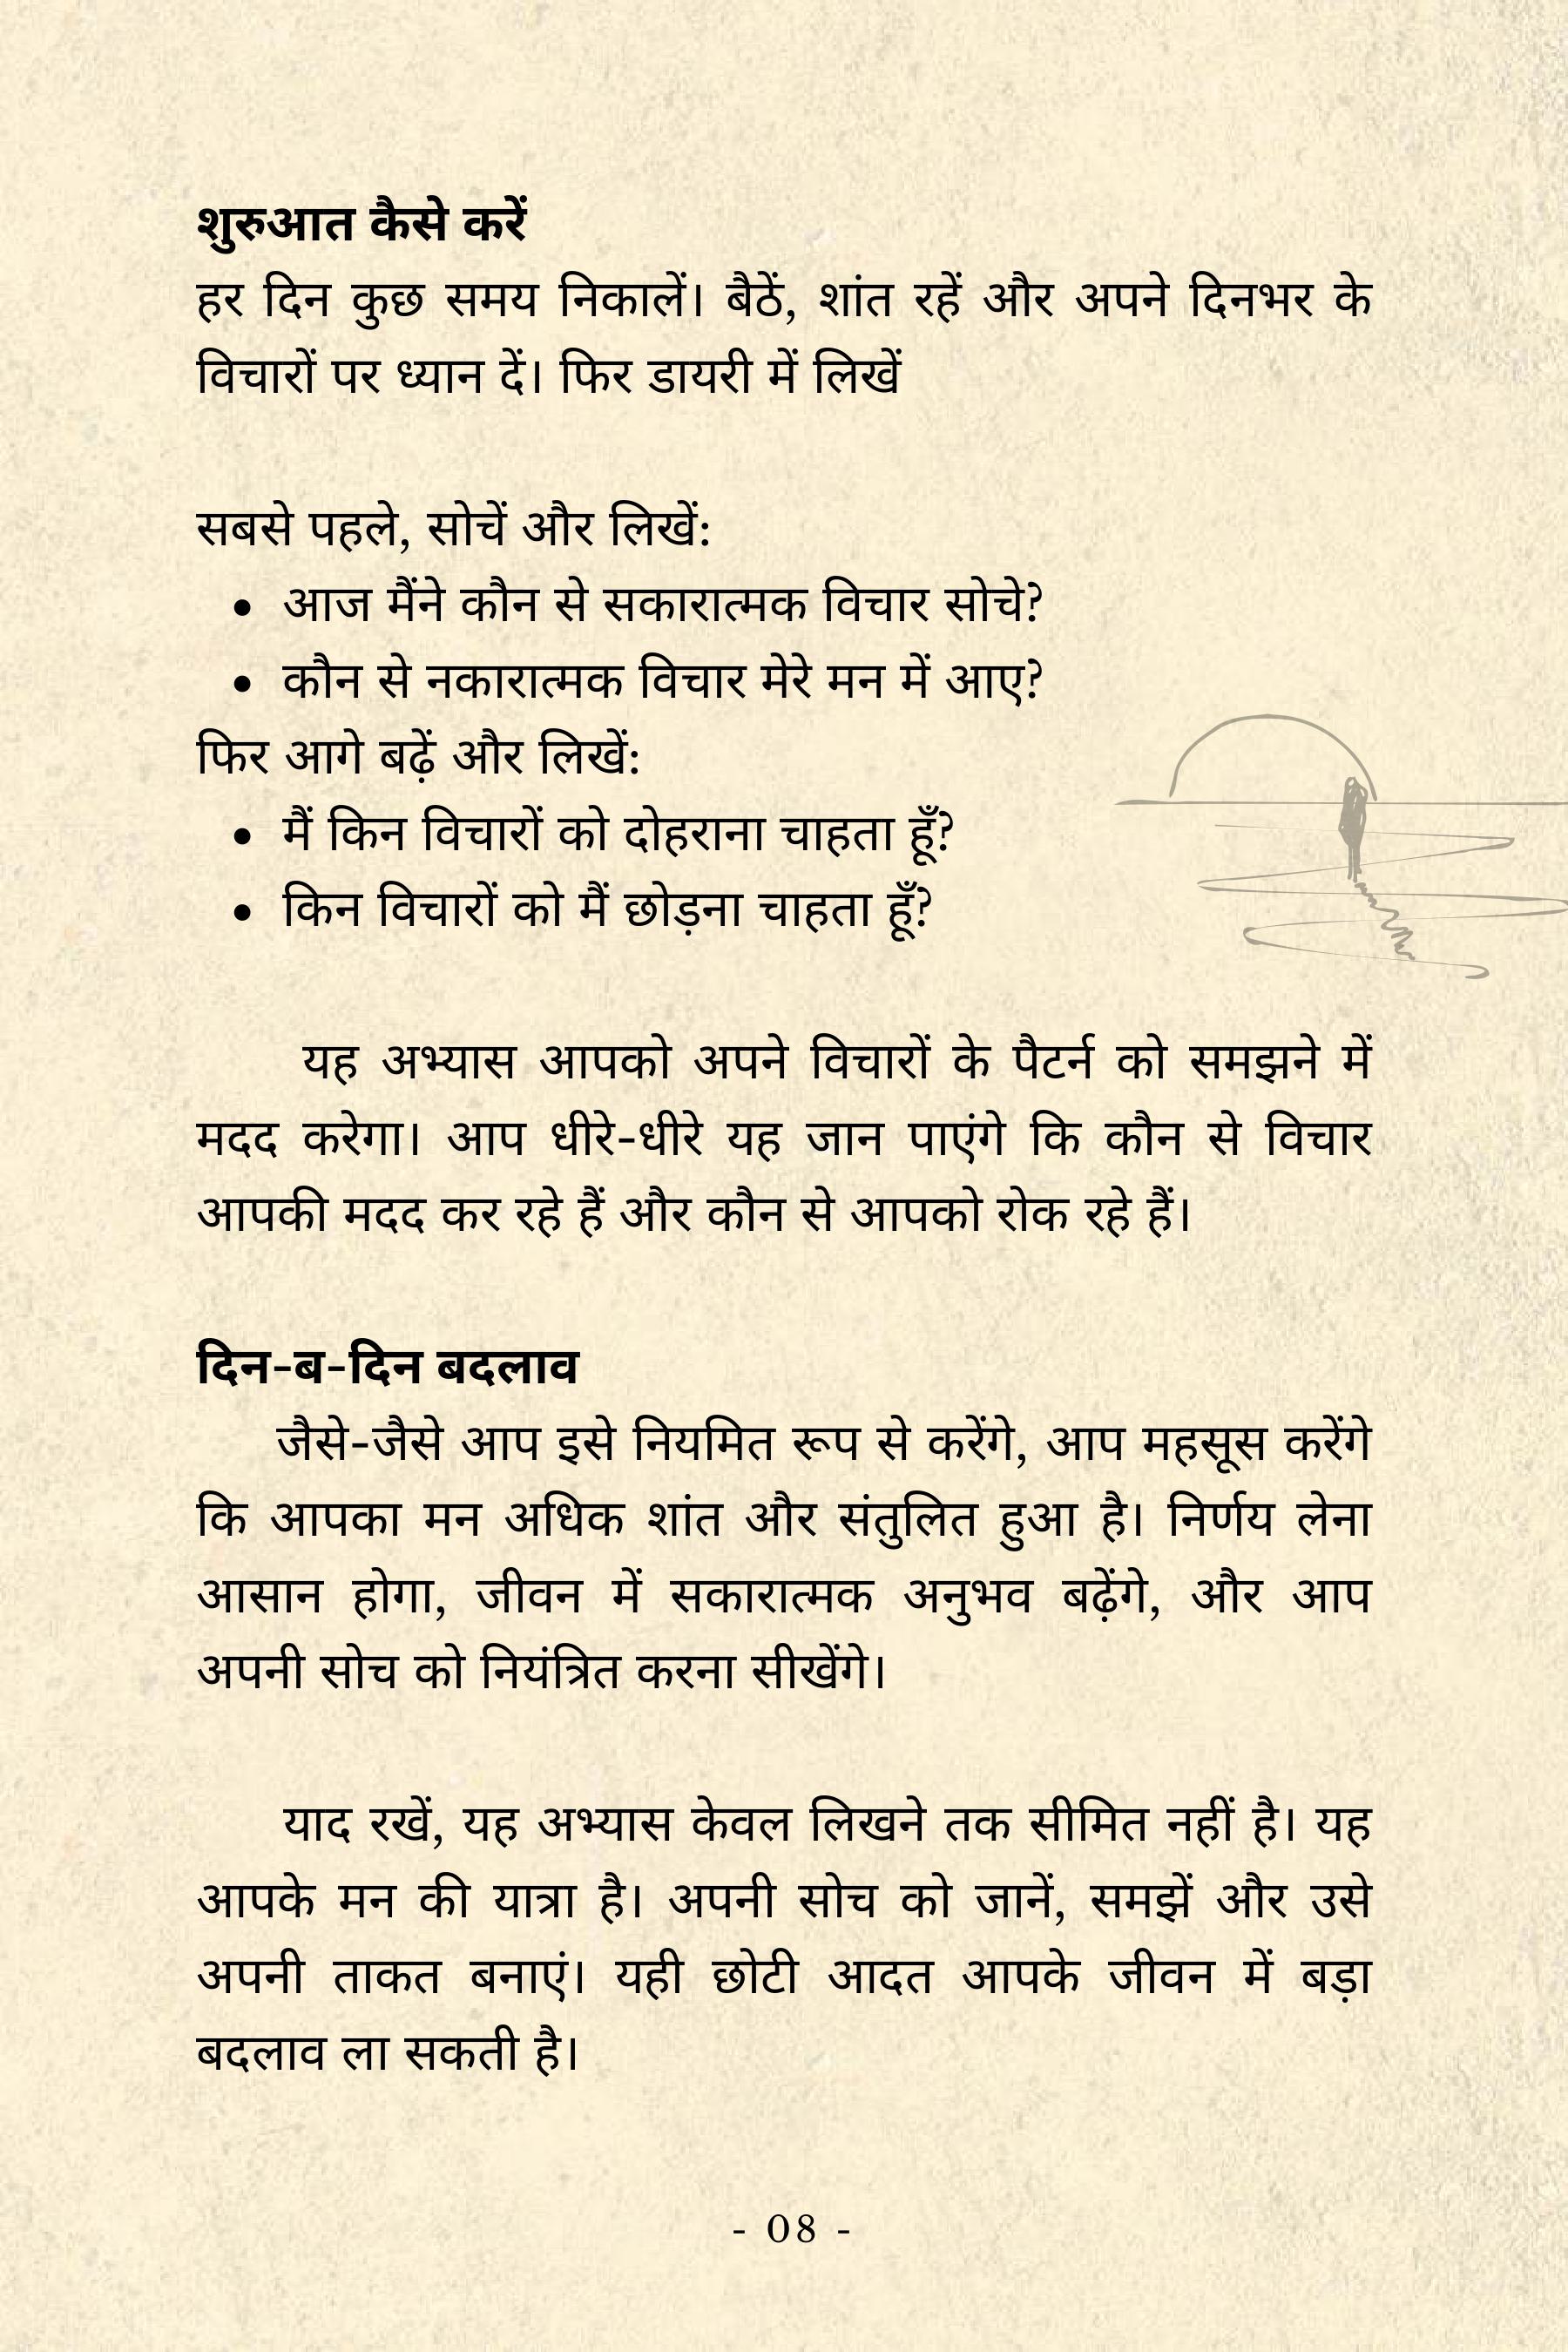 शुरुआत कैसे करें
हर दिन कुछ समय निकालें। बैठें, शांत रहें और अपने दिनभर के
विचारों पर ध्यान दें। फिर डायरी में लिखें
सबसे पहले, सोचें और लिखें:
• आज मैंने कौन से सकारात्मक विचार सोचे?
• कौन से नकारात्मक विचार मेरे मन में आए?
फिर आगे बढ़ें और लिखें:
• मैं किन विचारों को दोहराना चाहता हूँ?
• किन विचारों को मैं छोड़ना चाहता हूँ?
यह अभ्यास आपको अपने विचारों के पैटर्न को समझने में
मदद करेगा। आप धीरे-धीरे यह जान पाएंगे कि कौन से विचार
आपकी मदद कर रहे हैं और कौन से आपको रोक रहे हैं।
दिन-ब-दिन बदलाव
जैसे-जैसे आप इसे नियमित रूप से करेंगे, आप महसूस करेंगे
कि आपका मन अधिक शांत और संतुलित हुआ है। निर्णय लेना
आसान होगा, जीवन में सकारात्मक अनुभव बढ़ेंगे, और आप
अपनी सोच को नियंत्रित करना सीखेंगे।
याद रखें, यह अभ्यास केवल लिखने तक सीमित नहीं है। यह
आपके मन की यात्रा है। अपनी सोच को जानें, समझें और उसे
अपनी ताकत बनाएं। यही छोटी आदत आपके जीवन में बड़ा
बदलाव ला सकती है।
- 08 -